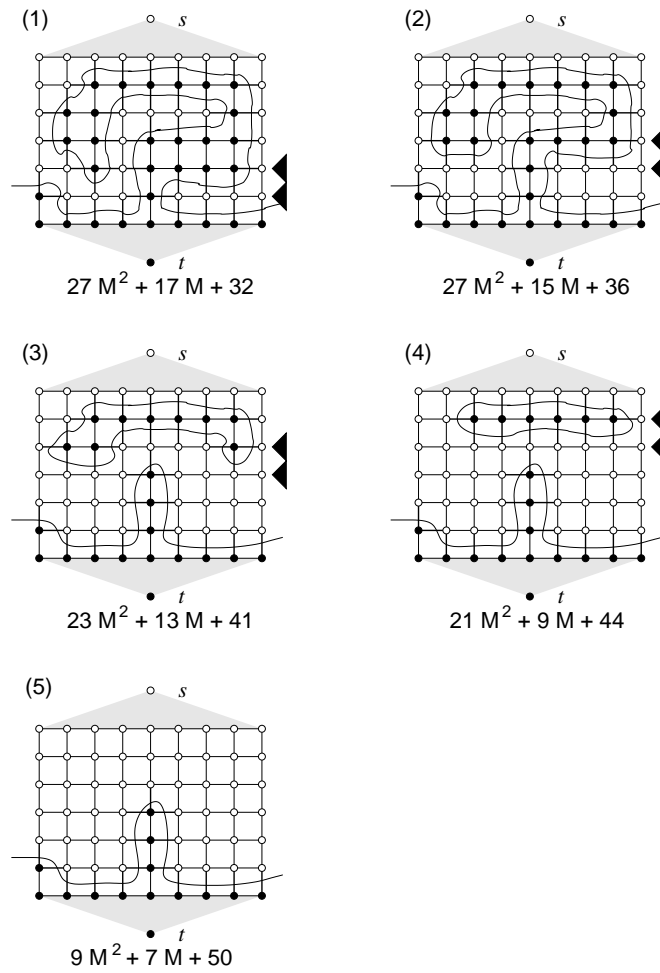 (1) s
(2) s
t
t
27 M² + 17 M + 32
27 M² + 15 M + 36
(3) s
(4) s
t
t
23 M² + 13 M + 41
21 M² + 9 M + 44
(5) s
t
9 M² + 7 M + 50